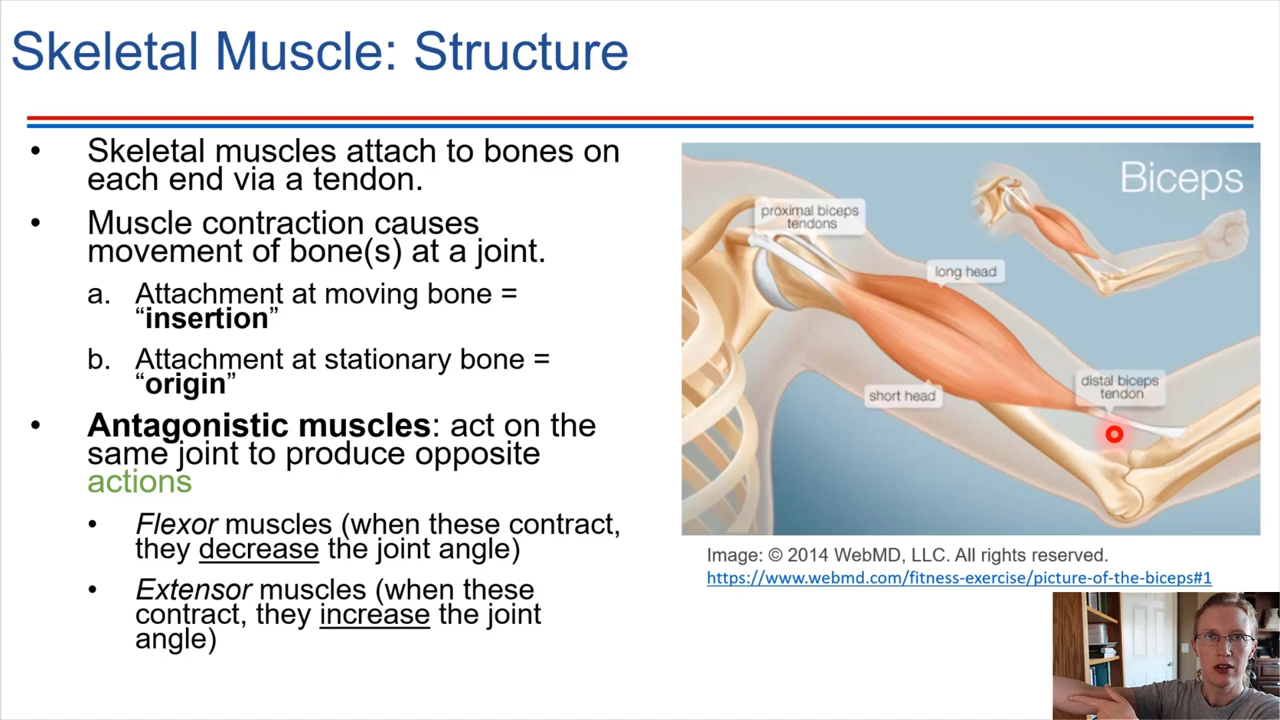 Skeletal Muscle: Structure
• Skeletal muscles attach to bones on
each end via a tendon.
• Muscle contraction causes
movement of bone(s) at a joint.
a. Attachment at moving bone =
“insertion”
b. Attachment at stationary bone =
“origin”
• Antagonistic muscles: act on the
same joint to produce opposite
actions
• Flexor muscles (when these contract,
they decrease the joint angle)
• Extensor muscles (when these
contract, they increase the joint
angle)
Biceps
proximal biceps
tendons
long head
short head
distal biceps
tendon
Image: © 2014 WebMD, LLC. All rights reserved.
https://www.webmd.com/fitness-exercise/picture-of-the-biceps#1